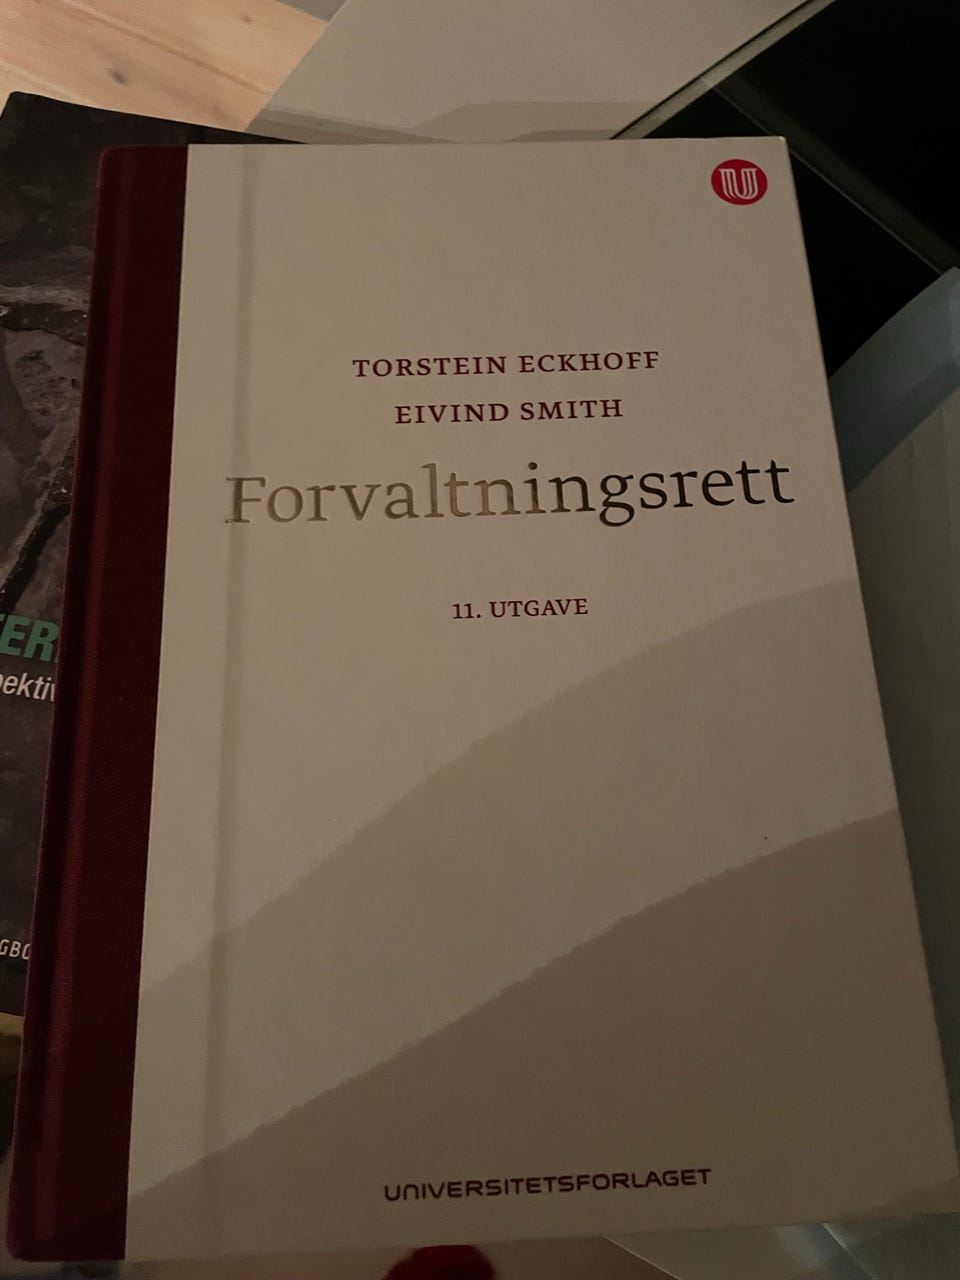 TORSTEIN ECKHOFF
EIVIND SMITH
Forvaltningsrett
11. UTGAVE
UNIVERSITETSFORLAGET